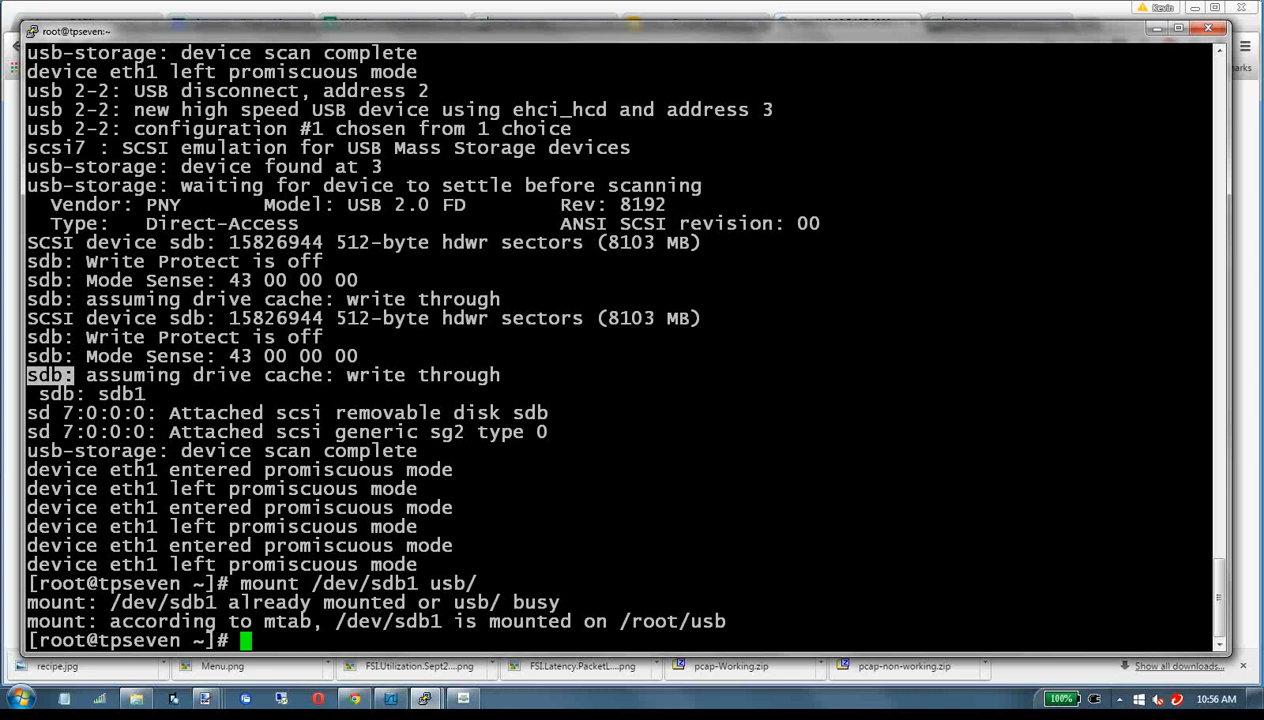 Kevin
root@tpseven:~
usb-storage: device scan complete
device eth1 left promiscuous mode
usb 2-2: USB disconnect, address 2
usb 2-2: new high speed USB device using ehci_hcd and address 3
usb 2-2: configuration #1 chosen from 1 choice
scsi7 : SCSI emulation for USB Mass Storage devices
usb-storage: device found at 3
usb-storage: waiting for device to settle before scanning
Vendor: PNY Model: USB 2.0 FD Rev: 8192
Type: Direct-Access ANSI SCSI revision: 00
SCSI device sdb: 15826944 512-byte hdwr sectors (8103 MB)
sdb: Write Protect is off
sdb: Mode Sense: 43 00 00 00
sdb: assuming drive cache: write through
SCSI device sdb: 15826944 512-byte hdwr sectors (8103 MB)
sdb: Write Protect is off
sdb: Mode Sense: 43 00 00 00
sdb: assuming drive cache: write through
sdb: sdb1
sd 7:0:0:0: Attached scsi removable disk sdb
sd 7:0:0:0: Attached scsi generic sg2 type 0
usb-storage: device scan complete
device eth1 entered promiscuous mode
device eth1 left promiscuous mode
device eth1 entered promiscuous mode
device eth1 left promiscuous mode
device eth1 entered promiscuous mode
device eth1 left promiscuous mode
[root@tpseven ~]# mount /dev/sdb1 usb/
mount: /dev/sdb1 already mounted or usb/ busy
mount: according to mtab, /dev/sdb1 is mounted on /root/usb
[root@tpseven ~]#
recipe.jpg Menu.png FSI.Utilization.Sept2....png FSI.Latency.PacketL....png pcap-Working.zip pcap-non-working.zip Show all downloads...
100% 10:56 AM